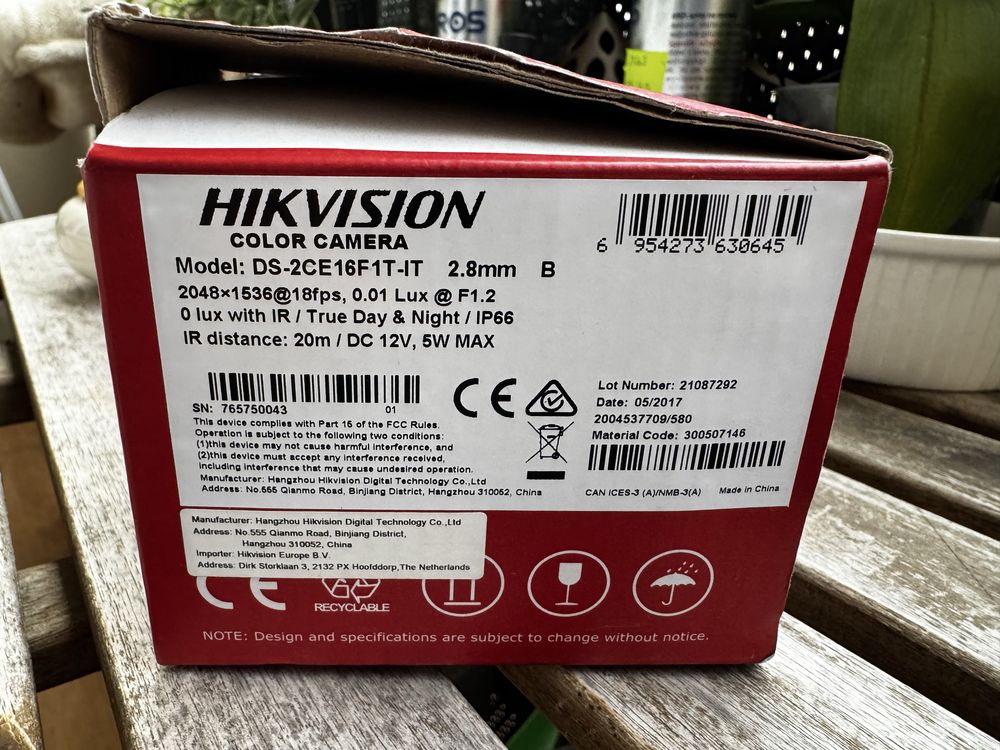 ROS
HIKVISION
COLOR CAMERA
Model: DS-2CE16F1T-IT 2.8mm B
2048×1536@18fps, 0.01 Lux @ F1.2
0 lux with IR / True Day & Night / IP66
IR distance: 20m / DC 12V, 5W MAX
6 954273 630645
SN: 765750043 01
This device complies with Part 15 of the FCC Rules.
Operation is subject to the following two conditions:
(1)this device may not cause harmful interference, and
(2)this device must accept any interference received,
including interference that may cause undesired operation.
Manufacturer: Hangzhou Hikvision Digital Technology Co.,Ltd
Address: No.555 Qianmo Road, Binjiang District, Hangzhou 310052, China
CE
Lot Number: 21087292
Date: 05/2017
2004537709/580
Material Code: 300507146
CAN ICES-3 (A)/NMB-3(A) Made in China
Manufacturer: Hangzhou Hikvision Digital Technology Co.,Ltd
Address: No.555 Qianmo Road, Binjiang District,
Hangzhou 310052, China
Importer: Hikvision Europe B.V.
Address: Dirk Storklaan 3, 2132 PX Hoofddorp,The Netherlands
CE
RECYCLABLE
NOTE: Design and specifications are subject to change without notice.